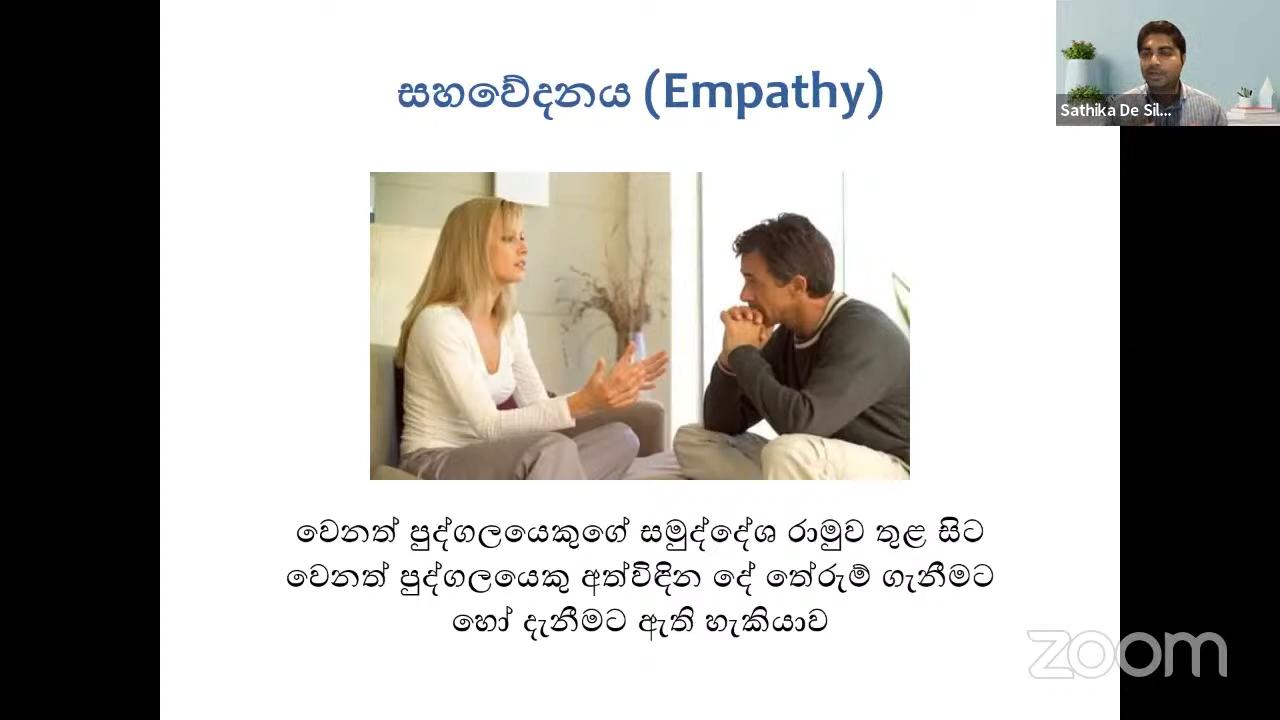 සහවේදනය (Empathy)
Sathika De Sil...
වෙනත් පුද්ගලයෙකුගේ සමුද්දේශ රාමුව තුළ සිට
වෙනත් පුද්ගලයෙකු අත්විඳින දේ තේරුම් ගැනීමට
හෝ දැනීමට ඇති හැකියාව
zoom